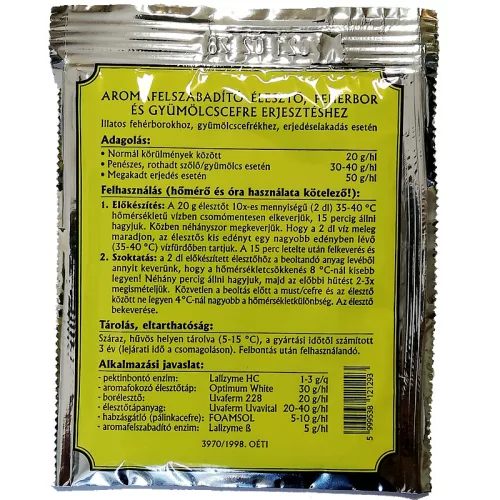 AROMAFELSZABADÍTÓ ÉLESZTŐ, FEHÉRBOR
ÉS GYÜMÖLCSCEFRE ERJESZTÉSHEZ
Illatos fehérborokhoz, gyümölcscefrékhez, erjedéselakadás esetén
Adagolás:
• Normál körülmények között 20 g/hl
• Penészes, rothadt szőlő/gyümölcs esetén 30-40 g/hl
• Megakadt erjedés esetén 50 g/hl
Felhasználás (hőmérő és óra használata kötelező!):
1. Előkészítés: A 20 g élesztőt 10x-es mennyiségű (2 dl) 35-40 °C
hőmérsékletű vízben csomómentesen elkeverjük, 15 percig állni
hagyjuk. Közben néhányszor megkeverjük. Hogy a 2 dl víz meleg
maradjon, az élesztős kis edényt egy nagyobb edényben lévő
(35-40 °C) vízfürdőben tartjuk. A 15 perc letelte után felkeverés és
2. Szoktatás: a 2 dl előkészített élesztőhöz a beoltandó anyag levéből
annyit keverünk, hogy a hőmérsékletcsökkenés 8 °C-nál kisebb
legyen! Néhány percig állni hagyjuk, majd az előbbi hűtést 2-3x
megismételjük. Közvetlen a beoltás előtt a must/cefre és az élesztő
között ne legyen 4°C-nál nagyobb a hőmérsékletkülönbség. Az élesztő
bekeverése.
Tárolás, eltarthatóság:
Száraz, hűvös helyen tárolva (5-15 °C), a gyártási időtől számított
3 év (lejárati idő a csomagoláson). Felbontás után felhasználandó.
Alkalmazási javaslat:
- pektinbontó enzim: Lallzyme HC 1-3 g/q
- aromafokozó élesztőtáp: Optimum White 30 g/hl
- borélesztő: Uvaferm 228 20 g/hl
- élesztőtápanyag: Uvaferm Uvavital 20-40 g/hl
- habzásgátló (pálinkacefre): FOAMSOL 5-10 g/hl
- aromafelszabadító enzim: Lallzyme ß 5 g/hl
3970/1998. OÉTI
5 999538 121293